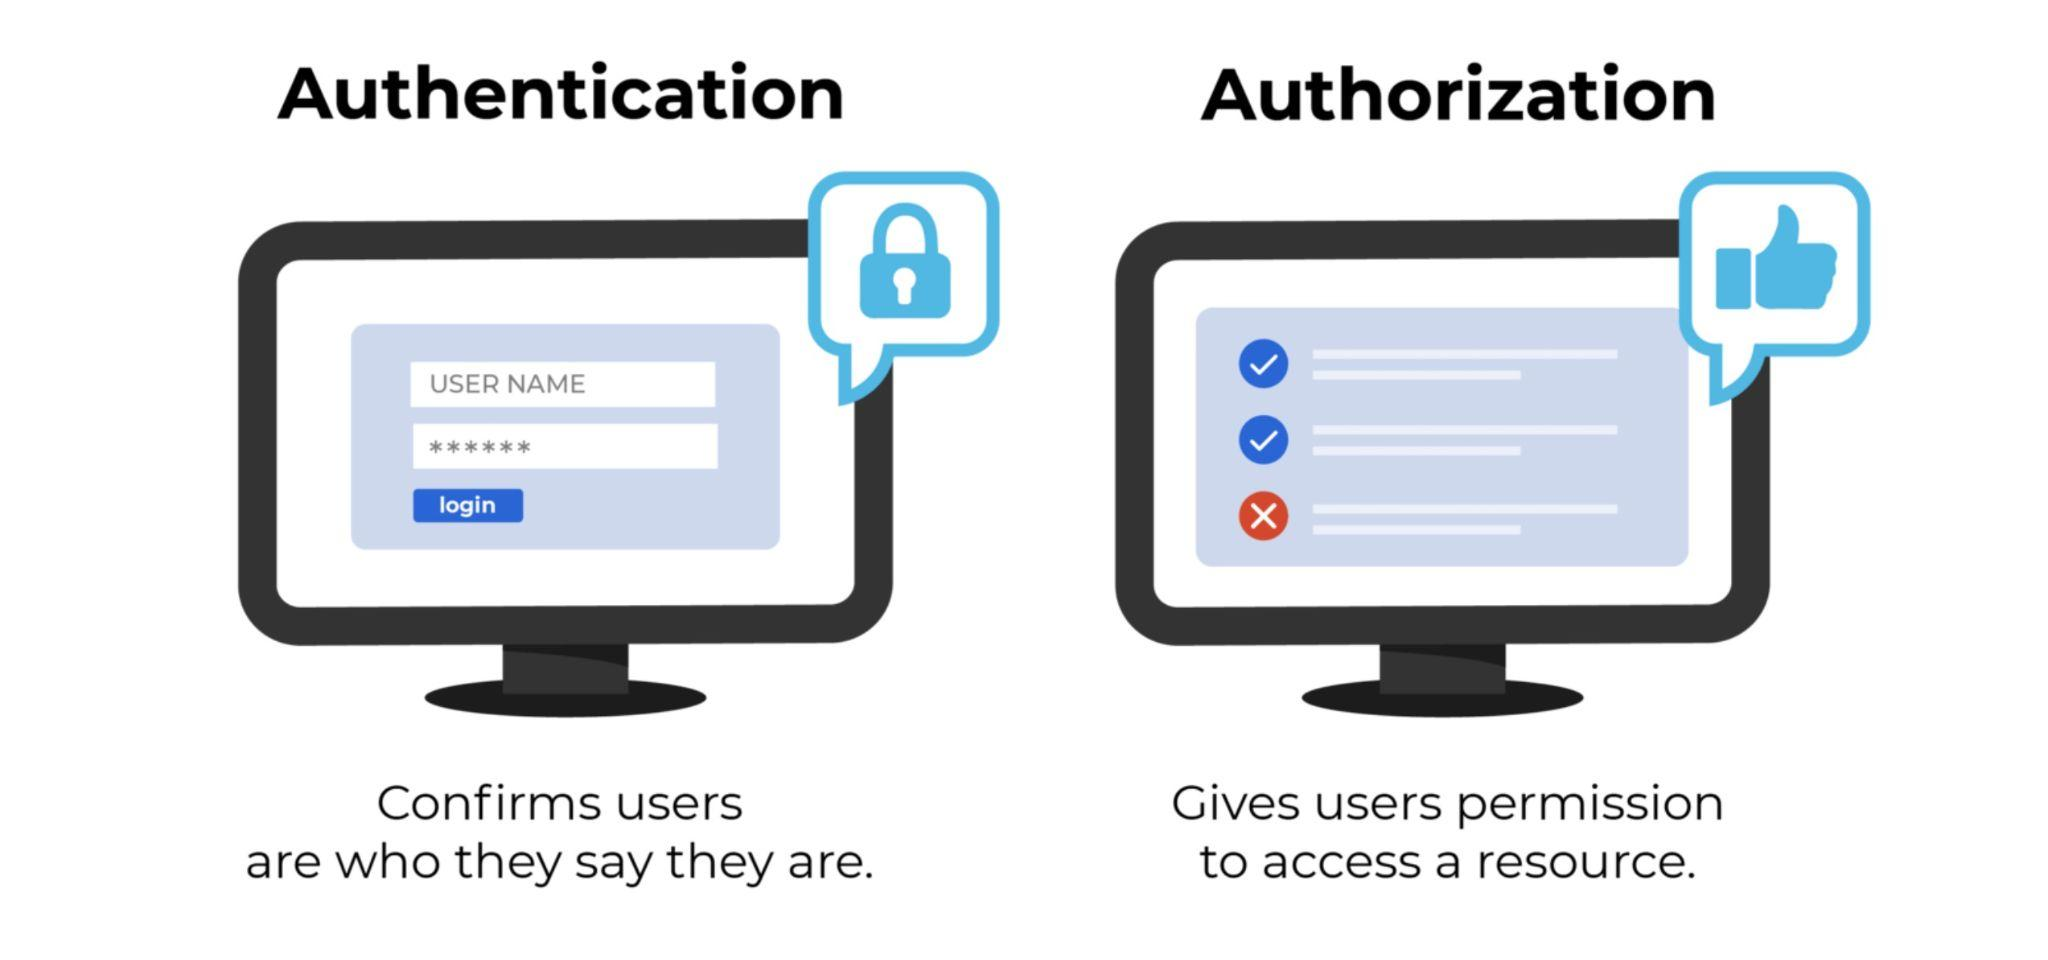 Authentication
USER NAME
******
login
Confirms users
are who they say they are.
Authorization
Gives users permission
to access a resource.